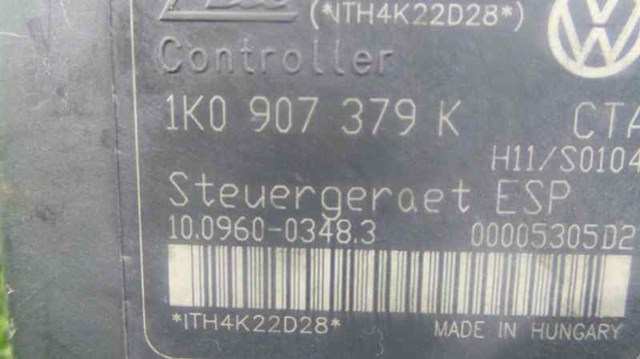 (*ITH4K22D28*)
Controller
1K0 907 379 K CTA
H11/S0104
Steuergeraet ESP
10.0960-0348.3 00005305D2
*ITH4K22D28* MADE IN HUNGARY